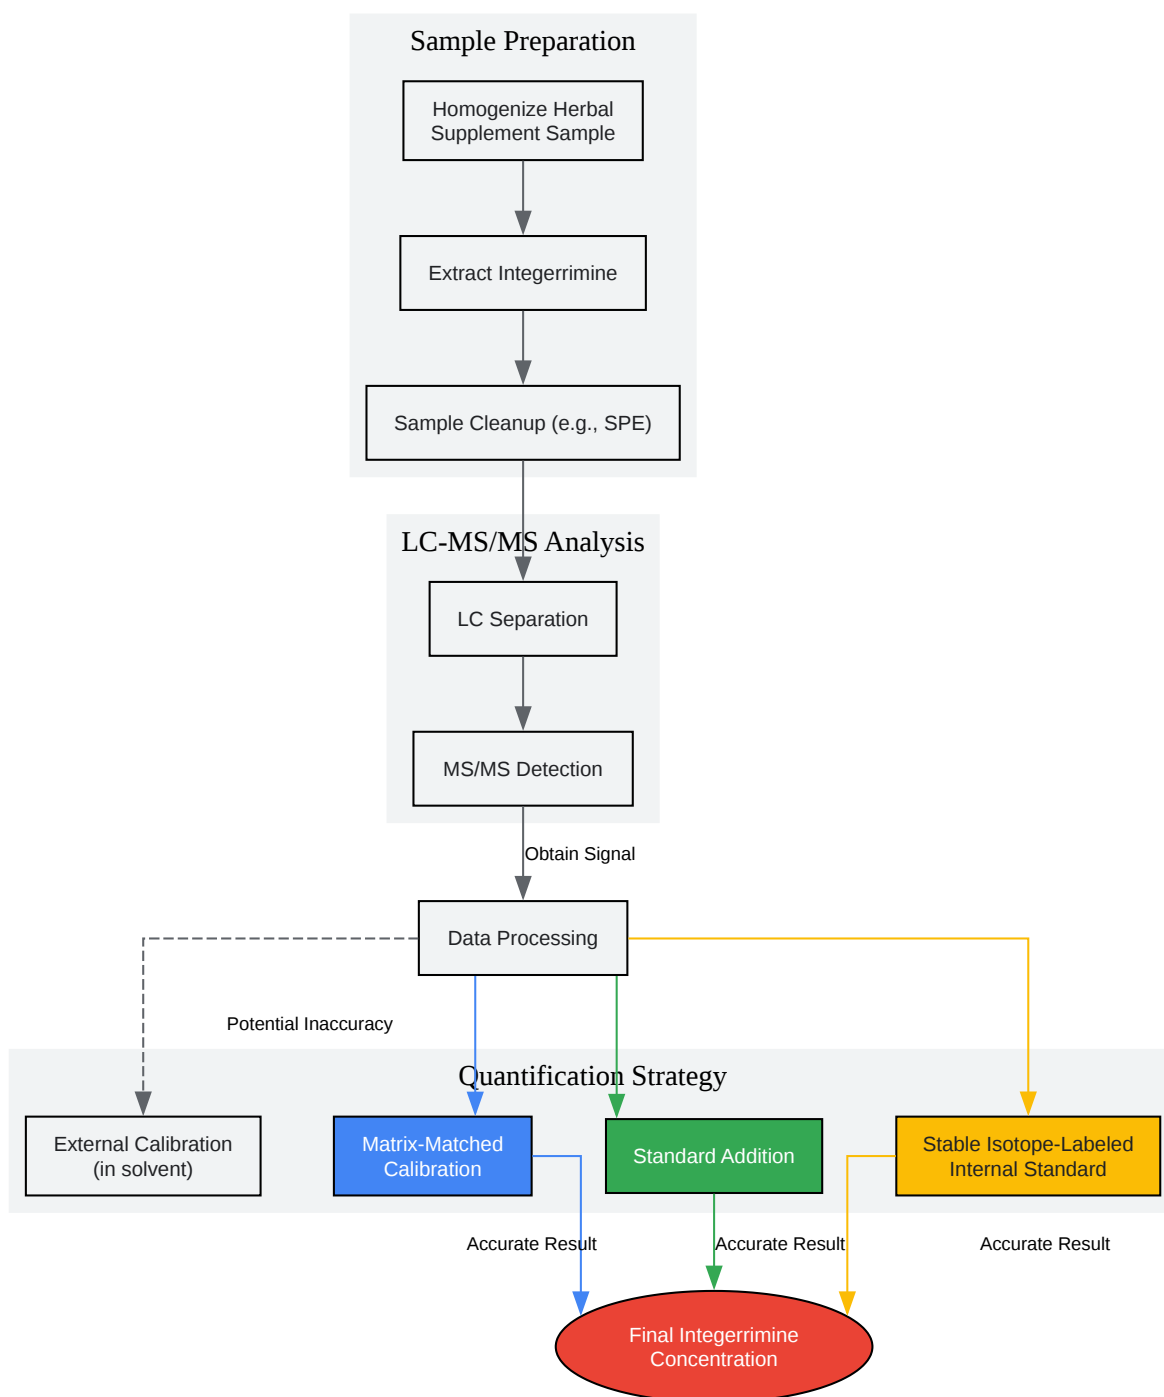 Sample Preparation
Homogenize Herbal
Supplement Sample
Extract Integerrimine
Sample Cleanup (e.g., SPE)
LC-MS/MS Analysis
LC Separation
MS/MS Detection
Obtain Signal
Data Processing
Potential Inaccuracy
Quantification Strategy
External Calibration
(in solvent)
Matrix-Matched
Calibration
Standard Addition
Stable Isotope-Labeled
Internal Standard
Accurate Result
Accurate Result
Accurate Result
Final Integerrimine
Concentration